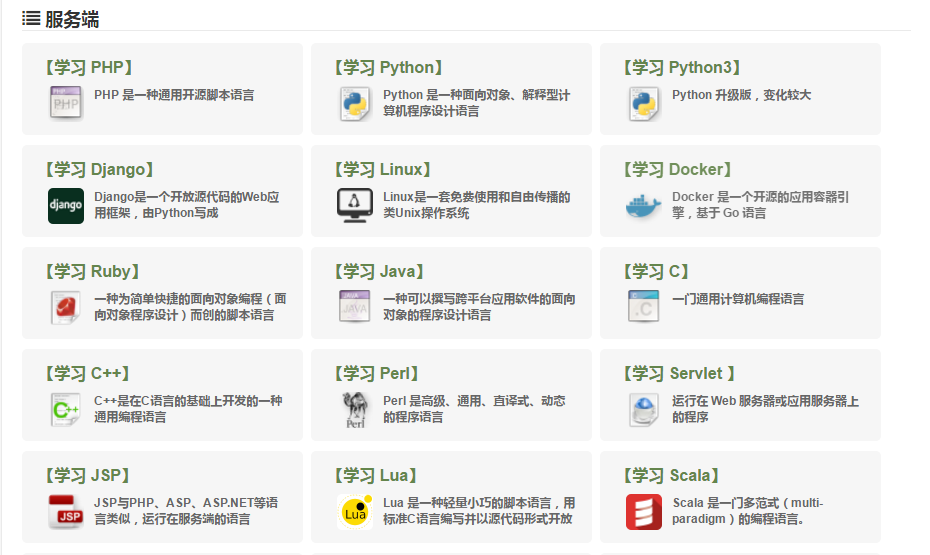 服务端
【学习 PHP】
PHP 是一种通用开源脚本语言
【学习 Python】
Python 是一种面向对象、解释型计
算机程序设计语言
【学习 Python3】
Python 升级版，变化较大
【学习 Django】
django
Django是一个开放源代码的Web应
用框架，由Python写成
【学习 Linux】
Linux是一套免费使用和自由传播的
类Unix操作系统
【学习 Docker】
Docker 是一个开源的应用容器引
擎，基于 Go 语言
【学习 Ruby】
一种为简单快捷的面向对象编程（面
向对象程序设计）而创的脚本语言
【学习 Java】
JAVA
JAVA
一种可以撰写跨平台应用软件的面向
对象的程序设计语言
【学习 C】
C
.C
一门通用计算机编程语言
【学习 C++】
C++
C++是在C语言的基础上开发的一种
通用编程语言
【学习 Perl】
Perl
Perl 是高级、通用、直译式、动态
的程序语言
【学习 Servlet 】
运行在 Web 服务器或应用服务器上
的程序
【学习 JSP】
JSP
JSP与PHP、ASP、ASP.NET等语
言类似，运行在服务端的语言
【学习 Lua】
Lua
Lua 是一种轻量小巧的脚本语言，用
标准C语言编写并以源代码形式开放
【学习 Scala】
Scala 是一门多范式（multi-
paradigm）的编程语言。